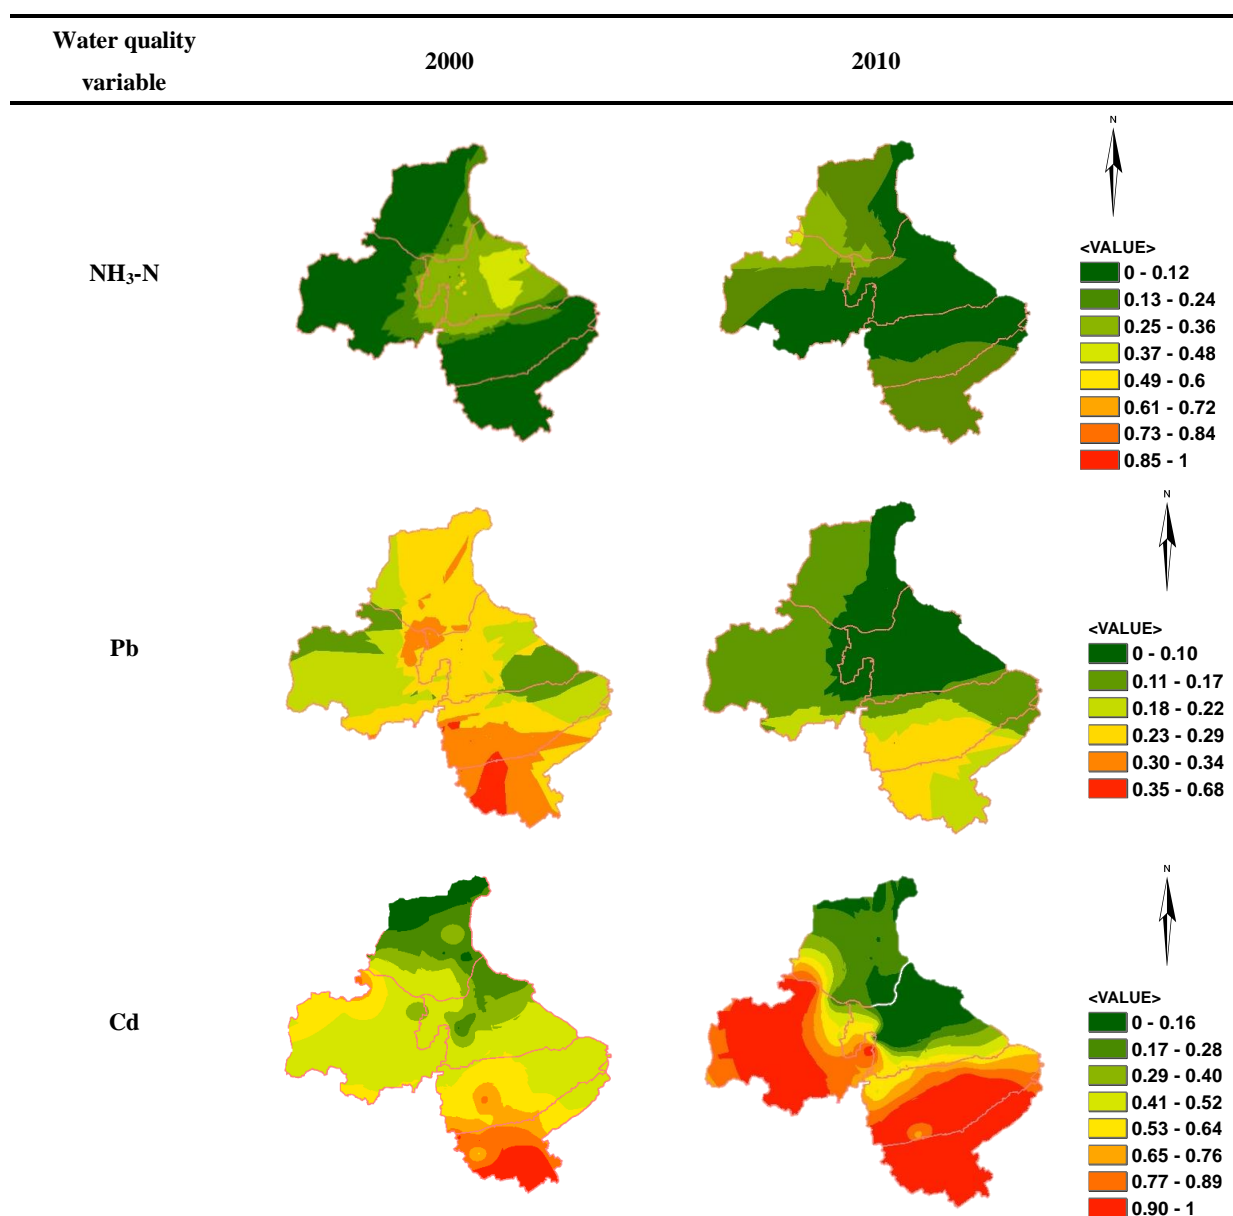 Water quality
variable
2000
2010
N
NH₃-N
<VALUE>
0 - 0.12
0.13 - 0.24
0.25 - 0.36
0.37 - 0.48
0.49 - 0.6
0.61 - 0.72
0.73 - 0.84
0.85 - 1
N
Pb
<VALUE>
0 - 0.10
0.11 - 0.17
0.18 - 0.22
0.23 - 0.29
0.30 - 0.34
0.35 - 0.68
N
Cd
<VALUE>
0 - 0.16
0.17 - 0.28
0.29 - 0.40
0.41 - 0.52
0.53 - 0.64
0.65 - 0.76
0.77 - 0.89
0.90 - 1